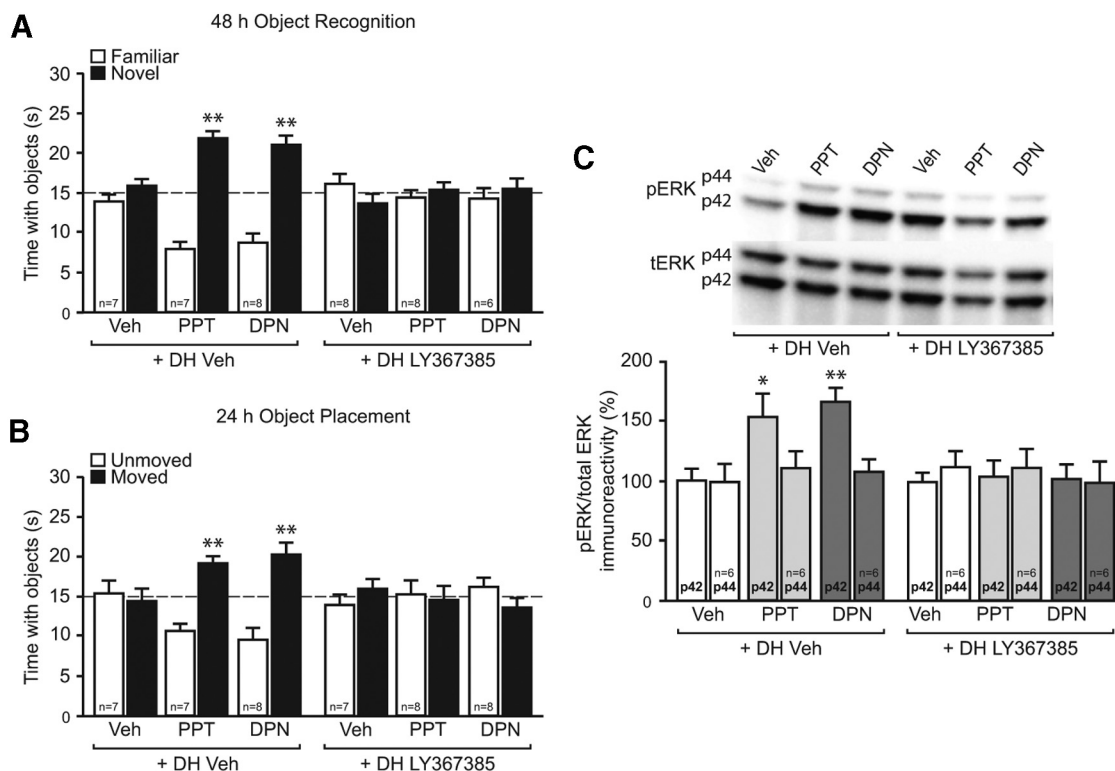 A
48 h Object Recognition
Familiar
Novel
Time with objects (s)
30
25
20
15
10
5
0
** **
n=7 n=7 n=8 n=8 n=8 n=6
Veh PPT DPN Veh PPT DPN
+ DH Veh + DH LY367385
B
24 h Object Placement
Unmoved
Moved
Time with objects (s)
30
25
20
15
10
5
0
** **
n=7 n=7 n=8 n=7 n=8 n=8
Veh PPT DPN Veh PPT DPN
+ DH Veh + DH LY367385
C
Veh PPT DPN Veh PPT DPN
pERK p44
p42
tERK p44
p42
+ DH Veh + DH LY367385
pERK/total ERK
immunoreactivity (%)
200
150
100
50
0
* **
n=6 n=6 n=6 n=6 n=6 n=6
p42 p44 p42 p44 p42 p44 p42 p44 p42 p44 p42 p44
Veh PPT DPN Veh PPT DPN
+ DH Veh + DH LY367385